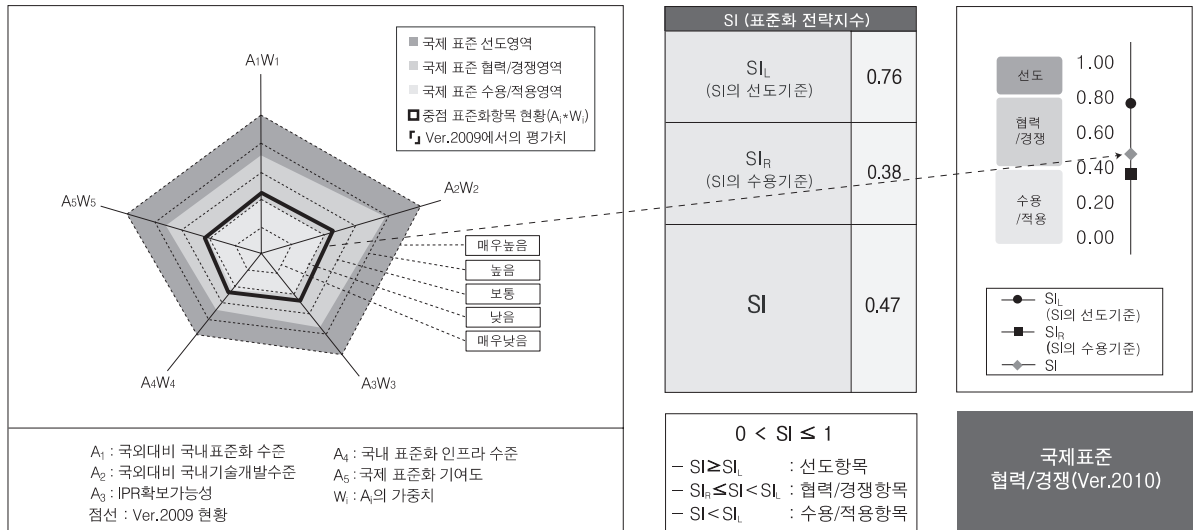 국제 표준 선도영역
국제 표준 협력/경쟁영역
국제 표준 수용/적용영역
중점 표준화항목 현황(Ai*Wi)
Ver.2009에서의 평가치
A1W1
A2W2
A3W3
A4W4
A5W5
매우높음
높음
보통
낮음
매우낮음
A1 : 국외대비 국내표준화 수준
A2 : 국외대비 국내기술개발수준
A3 : IPR확보가능성
점선 : Ver.2009 현황
A4 : 국내 표준화 인프라 수준
A5 : 국제 표준화 기여도
Wi : Ai의 가중치
SI (표준화 전략지수)
SIL
(SI의 선도기준)
0.76
SIR
(SI의 수용기준)
0.38
SI
0.47
0 < SI ≤ 1
– SI≥SIL : 선도항목
– SIR≤SI<SIL : 협력/경쟁항목
– SI<SIL : 수용/적용항목
선도
협력
/경쟁
수용
/적용
1.00
0.80
0.60
0.40
0.20
0.00
SIL
(SI의 선도기준)
SIR
(SI의 수용기준)
SI
국제표준
협력/경쟁(Ver.2010)